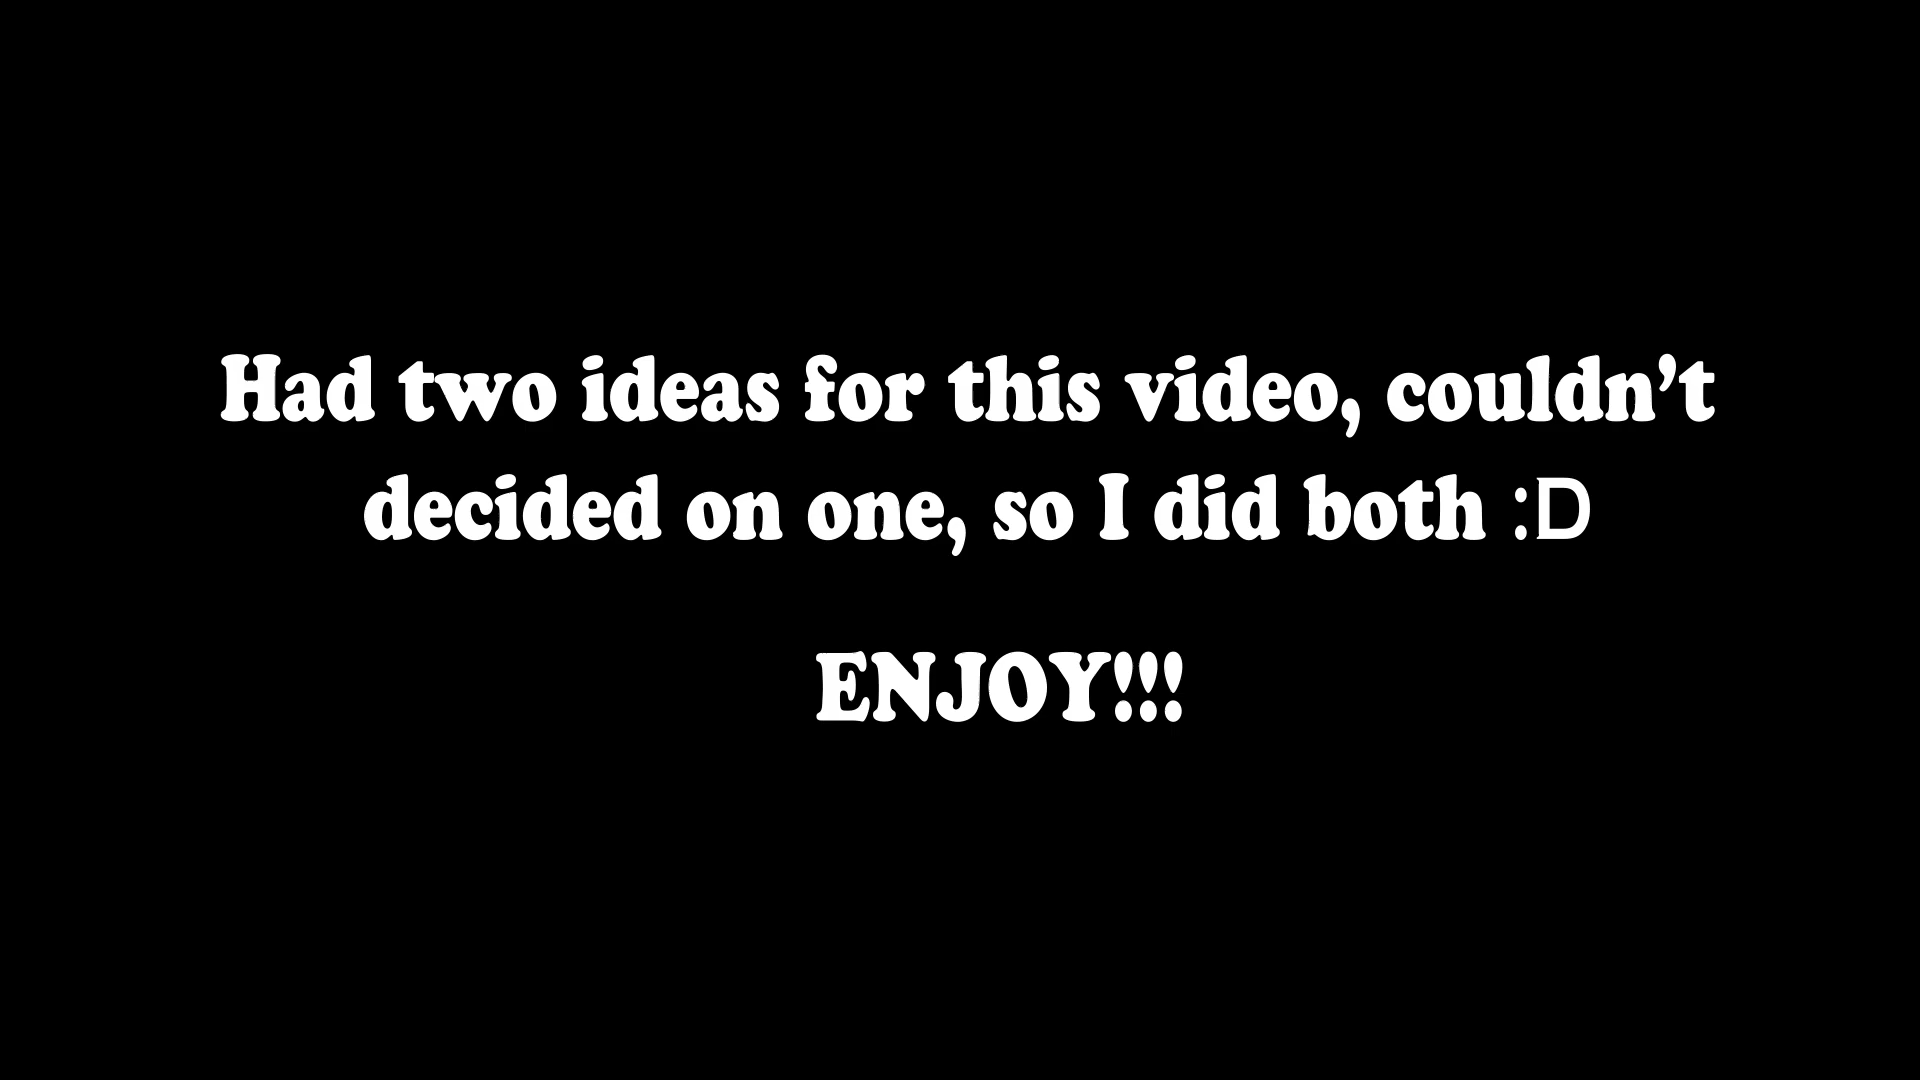 Had two ideas for this video, couldn’t
decided on one, so I did both :D
ENJOY!!!